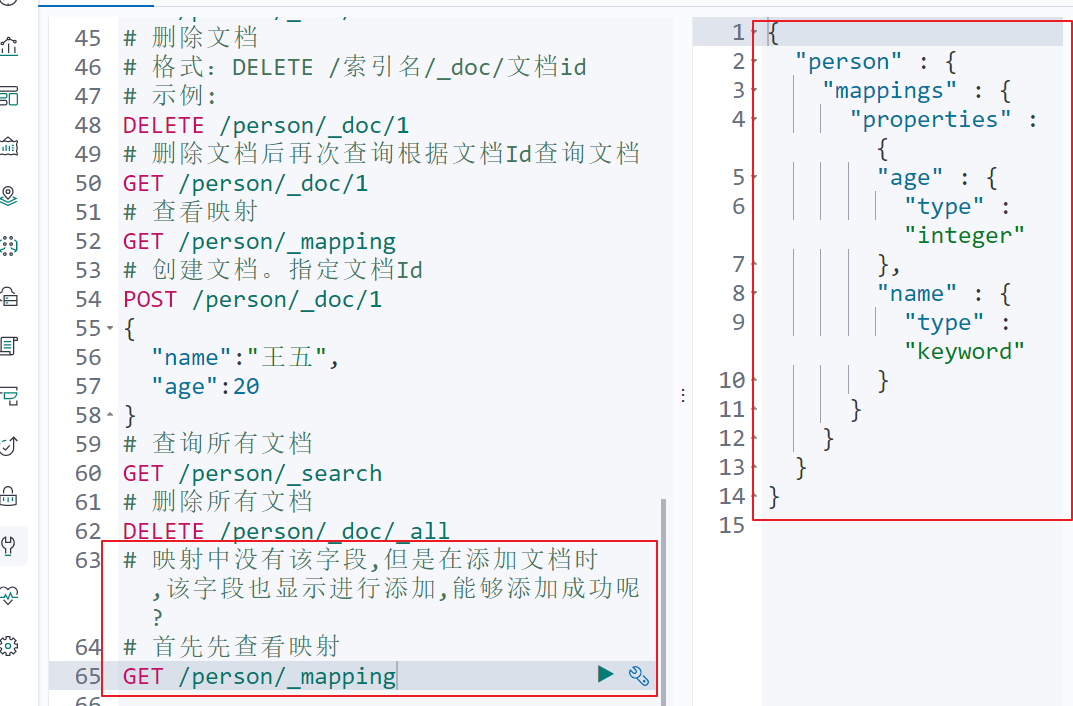 45 # 删除文档
46 # 格式：DELETE /索引名/_doc/文档id
47 # 示例：
48 DELETE /person/_doc/1
49 # 删除文档后再次查询根据文档Id查询文档
50 GET /person/_doc/1
51 # 查看映射
52 GET /person/_mapping
53 # 创建文档。指定文档Id
54 POST /person/_doc/1
55 {
56 "name":"王五",
57 "age":20
58 }
59 # 查询所有文档
60 GET /person/_search
61 # 删除所有文档
62 DELETE /person/_doc/_all
63 # 映射中没有该字段,但是在添加文档时
,该字段也显示进行添加,能够添加成功呢
?
64 # 首先先查看映射
65 GET /person/_mapping
1 {
2 "person" : {
3 "mappings" : {
4 "properties" :
{
5 "age" : {
6 "type" :
"integer"
7 },
8 "name" : {
9 "type" :
"keyword"
10 }
11 }
12 }
13 }
14 }
15